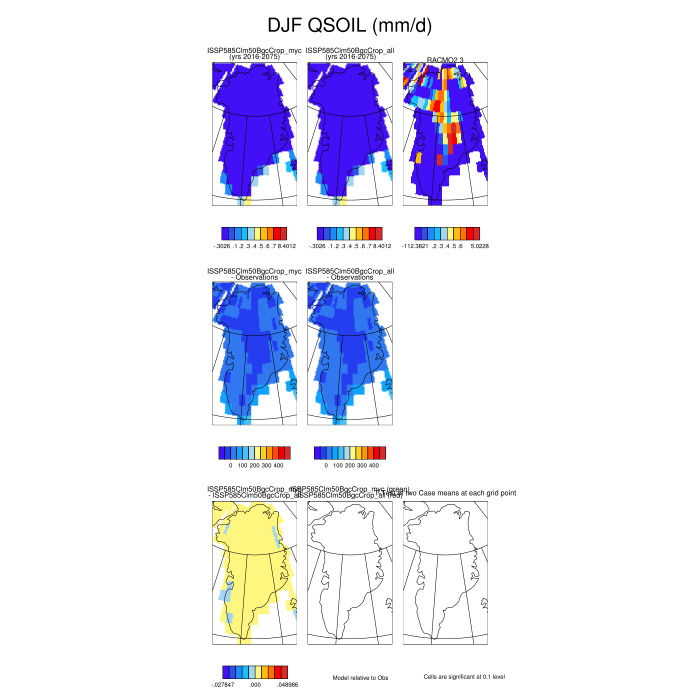 DJF QSOIL (mm/d)
ISSP585Clm50BgcCrop_myc
(yrs 2016-2075)
ISSP585Clm50BgcCrop_all
(yrs 2016-2075)
RACMO2.3
-.3026 .1 .2 .3 .4 .5 .6 .7 8.4012
-.3026 .1 .2 .3 .4 .5 .6 .7 8.4012
-112.3821 .2 .3 .4 .5 .6 5.0228
ISSP585Clm50BgcCrop_myc
- Observations
ISSP585Clm50BgcCrop_all
- Observations
0 100 200 300 400
0 100 200 300 400
ISSP585Clm50BgcCrop_myc
- ISSP585Clm50BgcCrop_all
ISSP585Clm50BgcCrop_myc (green)
ISSP585Clm50BgcCrop_all (red)
two Case means at each grid point
-.027847 .000 .048986
Model relative to Obs
Cells are significant at 0.1 level